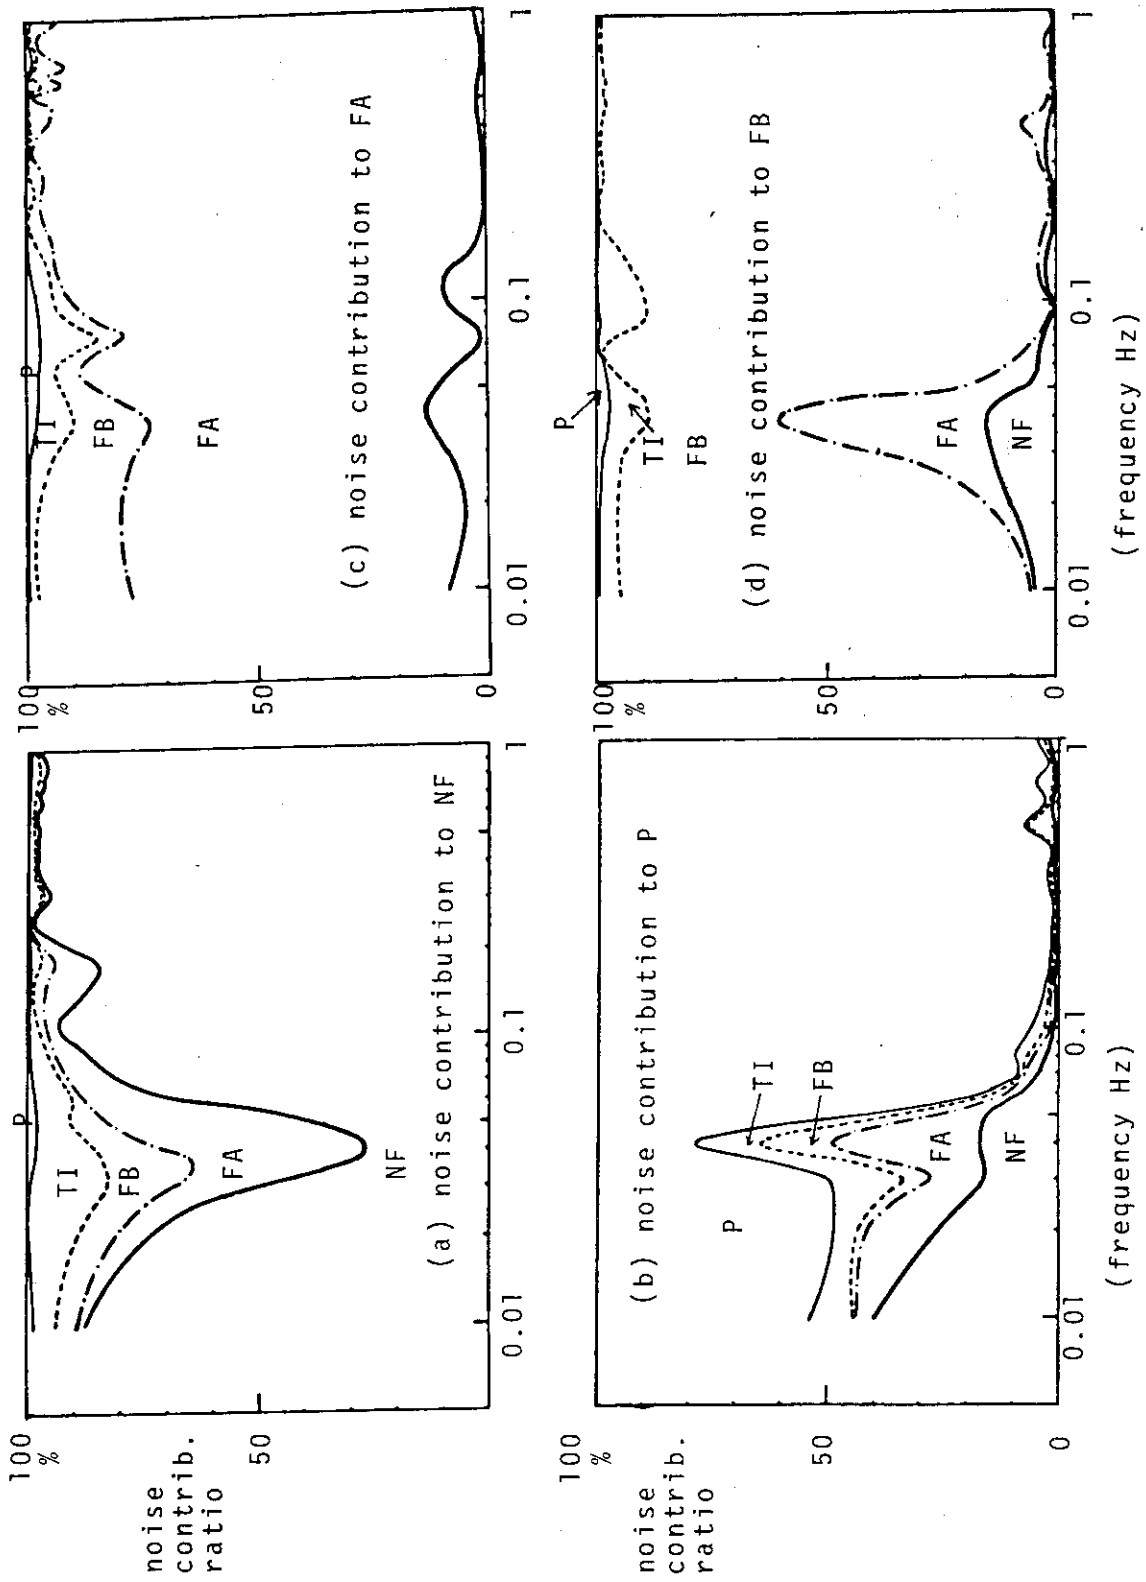 noise
contrib.
ratio
100
%
50
0.01
0.1
1
P
TI
FB
FA
NF
(a) noise contribution to NF
100
%
50
0
0.01
0.1
1
P
TI
FB
FA
(c) noise contribution to FA
noise
contrib.
ratio
100
%
50
0
0.01
0.1
1
P
TI
FB
FA
NF
(b) noise contribution to P
(frequency Hz)
100
%
50
0
0.01
0.1
1
P
TI
FB
FA
NF
(d) noise contribution to FB
(frequency Hz)